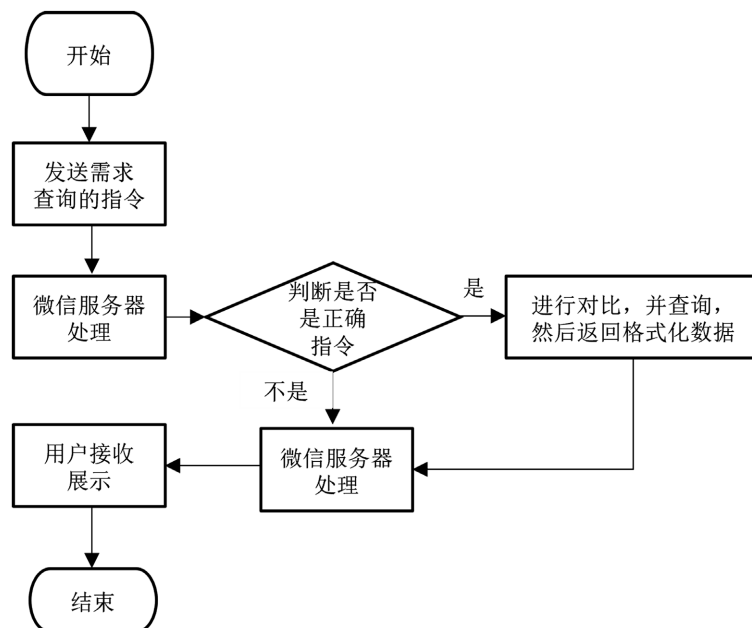 开始
发送需求
查询的指令
微信服务器
处理
判断是否
是正确
指令
是
进行对比，并查询，
然后返回格式化数据
不是
微信服务器
处理
用户接收
展示
结束